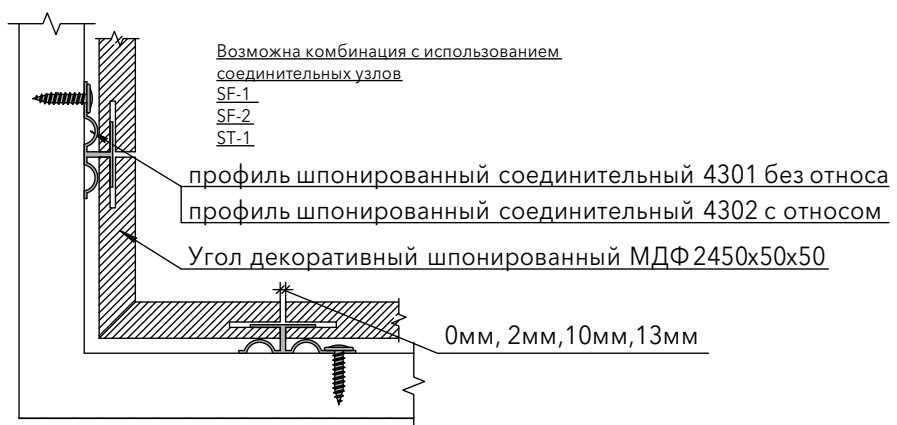 Возможна комбинация с использованием
соединительных узлов
SF-1
SF-2
ST-1
профиль шпонированный соединительный 4301 без относа
профиль шпонированный соединительный 4302 с относом
Угол декоративный шпонированный МДФ 2450х50х50
0мм, 2мм,10мм,13мм